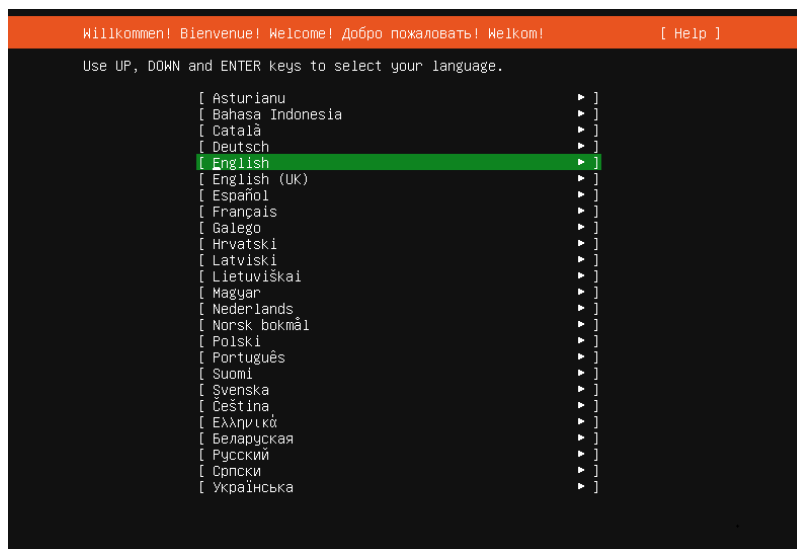 Willkommen! Bienvenue! Welcome! Добро пожаловать! Welkom! [ Help ]
Use UP, DOWN and ENTER keys to select your language.
[ Asturianu ► ]
[ Bahasa Indonesia ► ]
[ Català ► ]
[ Deutsch ► ]
[ English ► ]
[ English (UK) ► ]
[ Español ► ]
[ Français ► ]
[ Galego ► ]
[ Hrvatski ► ]
[ Latviski ► ]
[ Lietuviškai ► ]
[ Magyar ► ]
[ Nederlands ► ]
[ Norsk bokmål ► ]
[ Polski ► ]
[ Português ► ]
[ Suomi ► ]
[ Svenska ► ]
[ Čeština ► ]
[ Ελληνικά ► ]
[ Беларуская ► ]
[ Русский ► ]
[ Српски ► ]
[ Українська ► ]